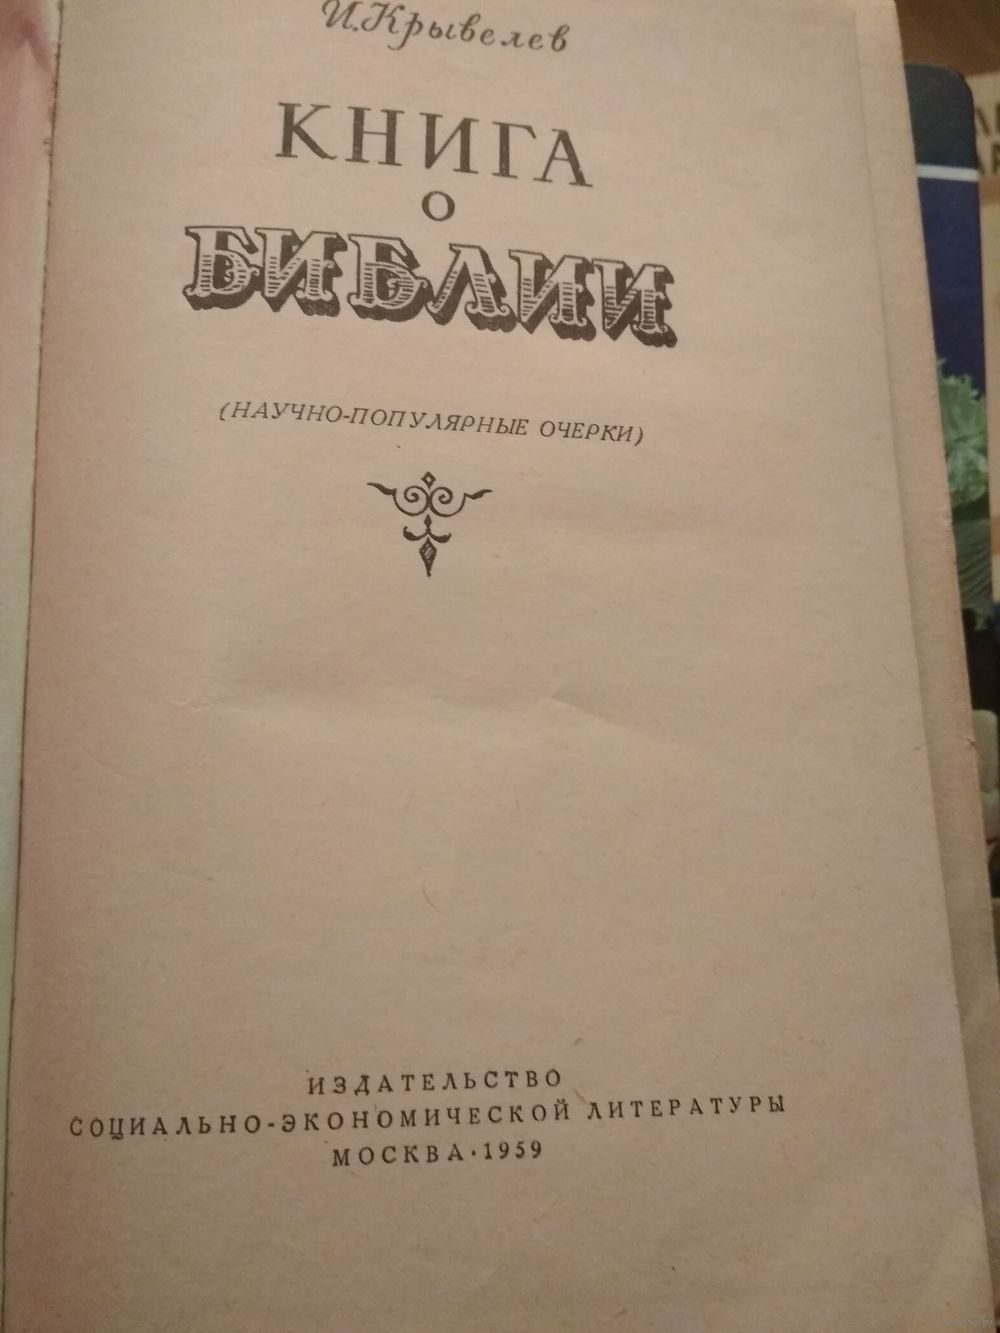 И. Крывелев
КНИГА
О
БИБЛИИ
(НАУЧНО-ПОПУЛЯРНЫЕ ОЧЕРКИ)
ИЗДАТЕЛЬСТВО
СОЦИАЛЬНО-ЭКОНОМИЧЕСКОЙ ЛИТЕРАТУРЫ
МОСКВА·1959